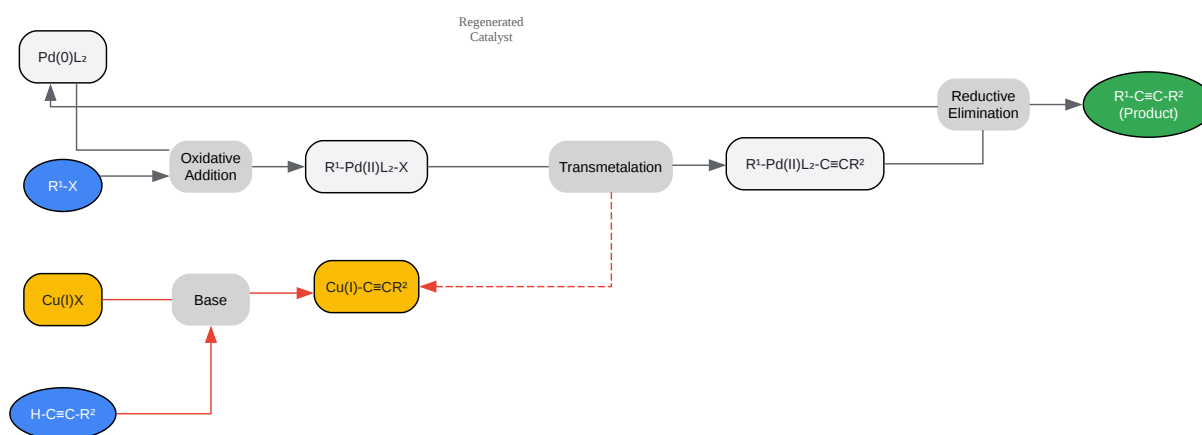 Regenerated
Catalyst
Pd(0)L₂
Reductive
Elimination
R¹-C≡C-R²
(Product)
Oxidative
Addition
R¹-Pd(II)L₂-X
Transmetalation
R¹-Pd(II)L₂-C≡CR²
R¹-X
Cu(I)X
Base
Cu(I)-C≡CR²
H-C≡C-R²